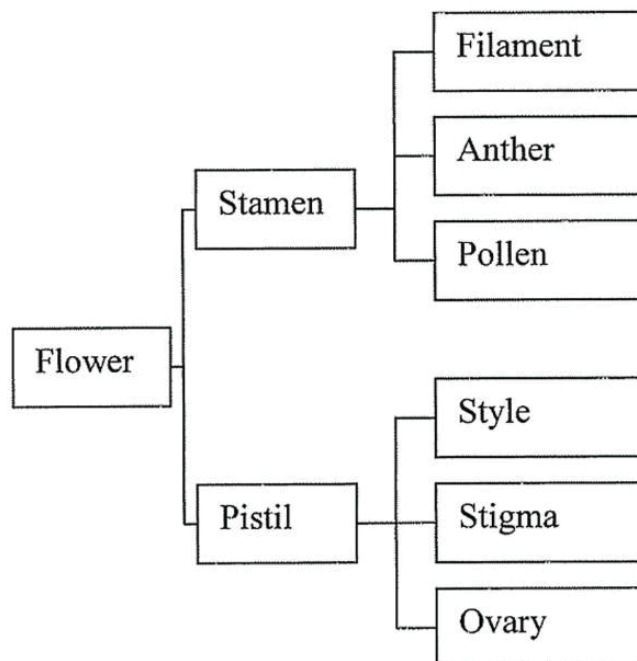 Filament
Anther
Stamen
Pollen
Flower
Style
Pistil
Stigma
Ovary